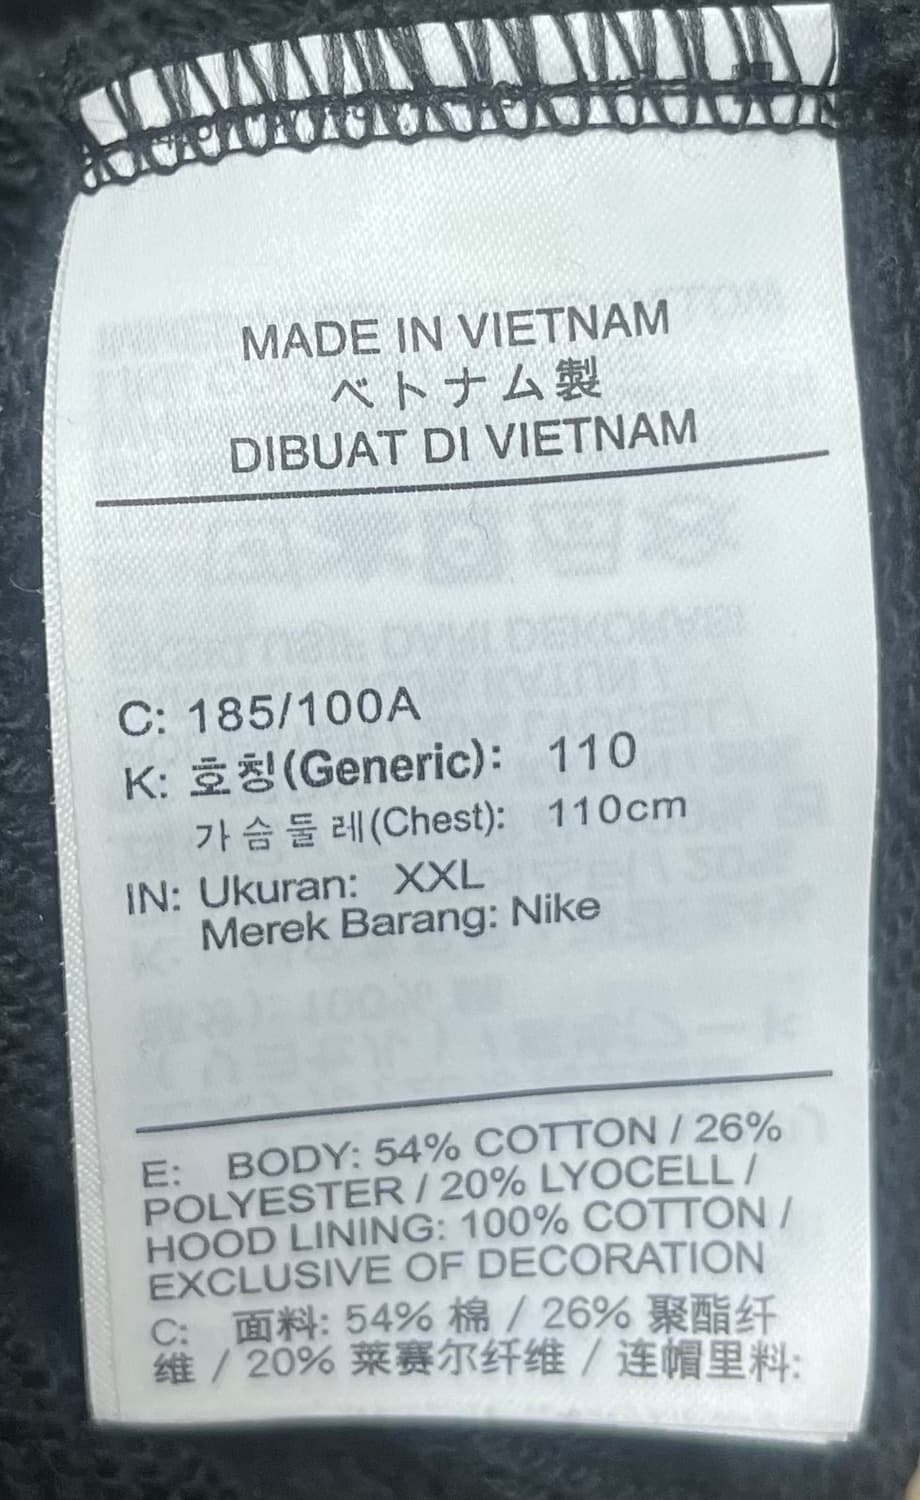 MADE IN VIETNAM
ベトナム製
DIBUAT DI VIETNAM
C: 185/100A
K: 호칭(Generic): 110
가슴둘레(Chest): 110cm
IN: Ukuran: XXL
Merek Barang: Nike
E: BODY: 54% COTTON / 26%
POLYESTER / 20% LYOCELL /
HOOD LINING: 100% COTTON /
EXCLUSIVE OF DECORATION
C: 面料: 54% 棉 / 26% 聚酯纤
维 / 20% 莱赛尔纤维 / 连帽里料: